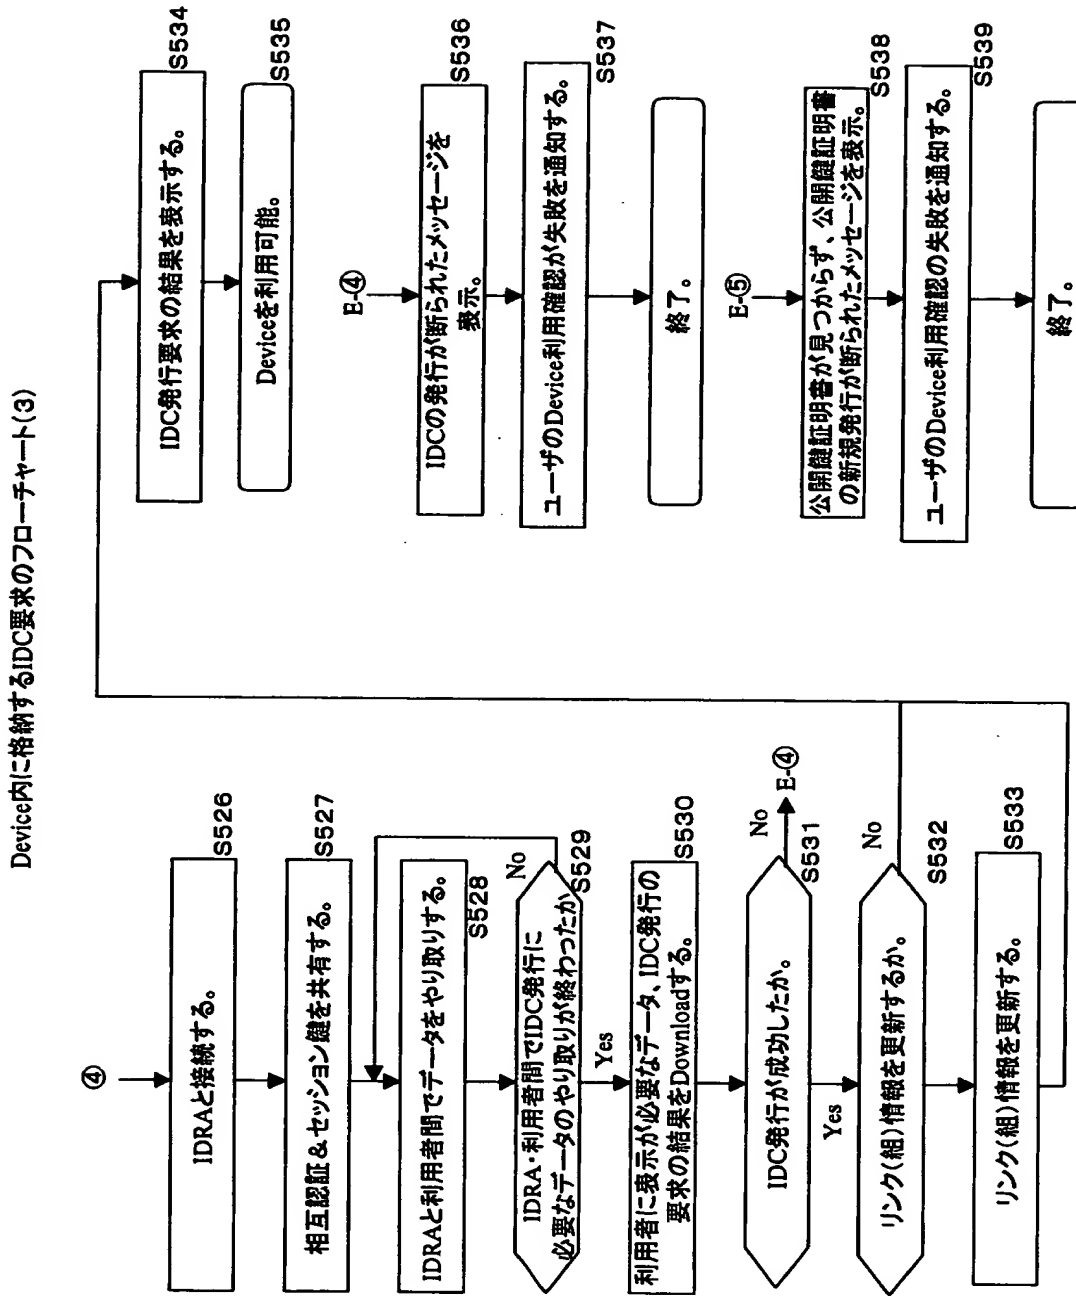 Device内に格納するIDC要求のフローチャート(3)
④
IDRAと接続する。
S526
相互認証&セッション鍵を共有する。
S527
IDRAと利用者間でデータをやり取りする。
S528
IDRA・利用者間でIDC発行に
必要なデータのやり取りが終わったか
No
S529
Yes
利用者に表示が必要なデータ、IDC発行の
要求の結果をDownloadする。
S530
IDC発行が成功したか。
No
E-④
S531
Yes
リンク(組)情報を更新するか。
No
S532
リンク(組)情報を更新する。
S533
IDC発行要求の結果を表示する。
S534
Deviceを利用可能。
S535
E-④
IDCの発行が断られたメッセージを
表示。
S536
ユーザのDevice利用確認が失敗を通知する。
S537
終了。
E-⑤
公開鍵証明書が見つからず、公開鍵証明書
の新規発行が断られたメッセージを表示。
S538
ユーザのDevice利用確認の失敗を通知する。
S539
終了。